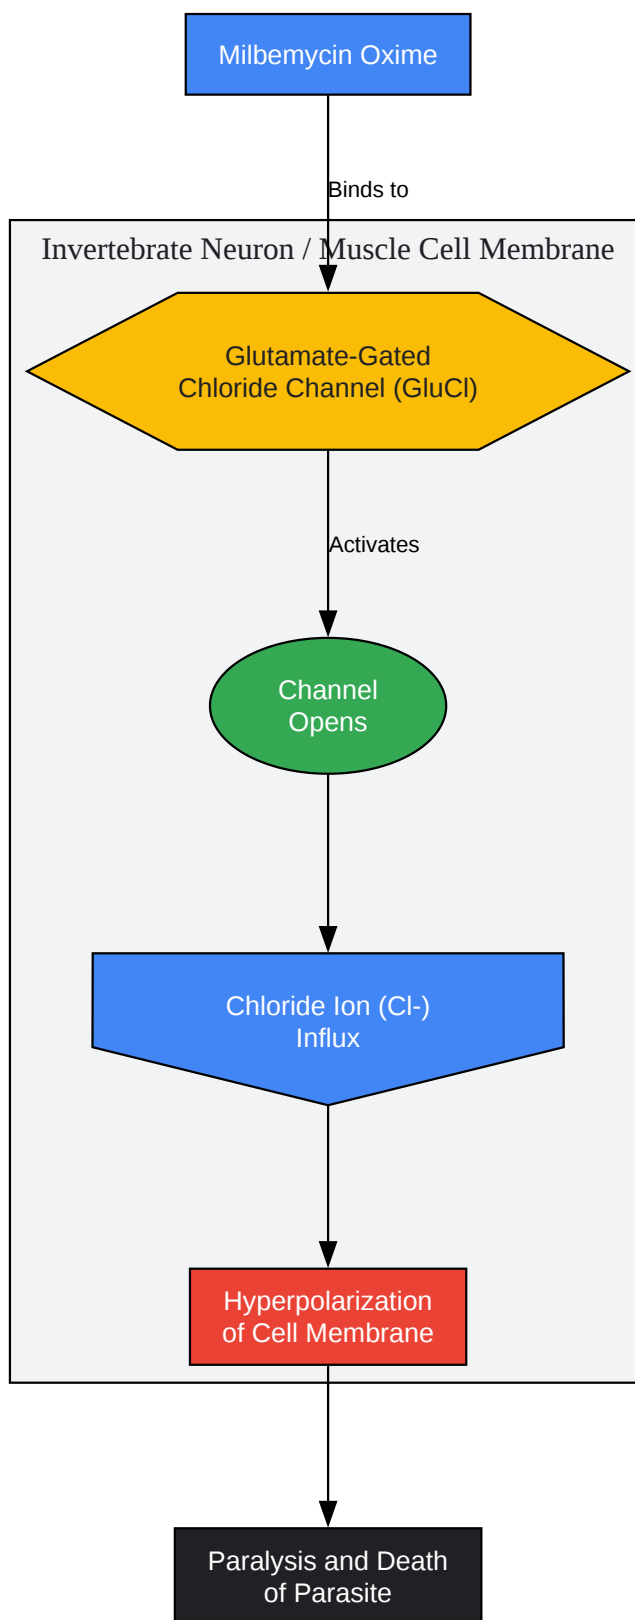 Milbemycin Oxime
Binds to
Invertebrate Neuron / Muscle Cell Membrane
Glutamate-Gated
Chloride Channel (GluCl)
Activates
Channel
Opens
Chloride Ion (Cl-)
Influx
Hyperpolarization
of Cell Membrane
Paralysis and Death
of Parasite